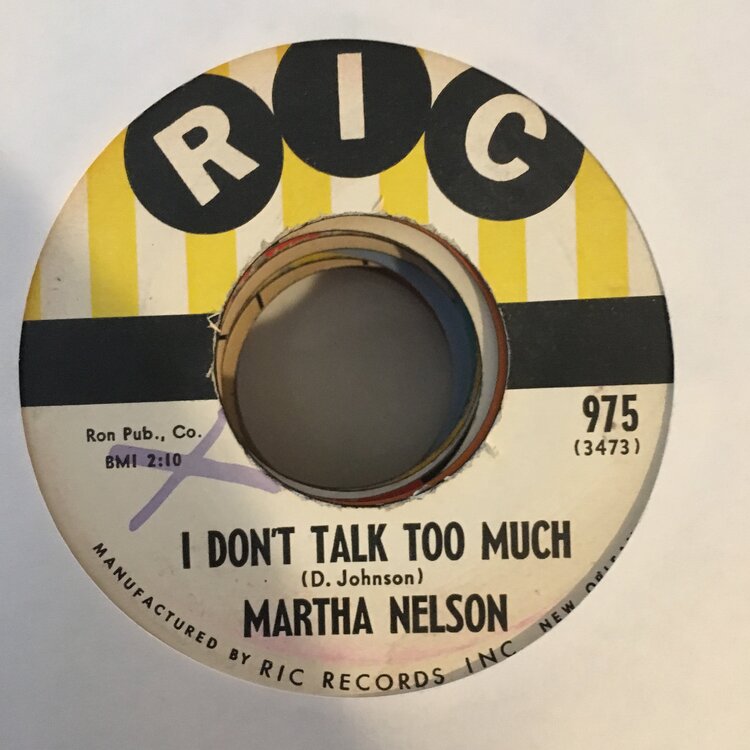 RIC
975
(3473)
Ron Pub., Co.
BMI 2:10
I DON'T TALK TOO MUCH
(D. Johnson)
MARTHA NELSON
MANUFACTURED BY RIC RECORDS INC NEW